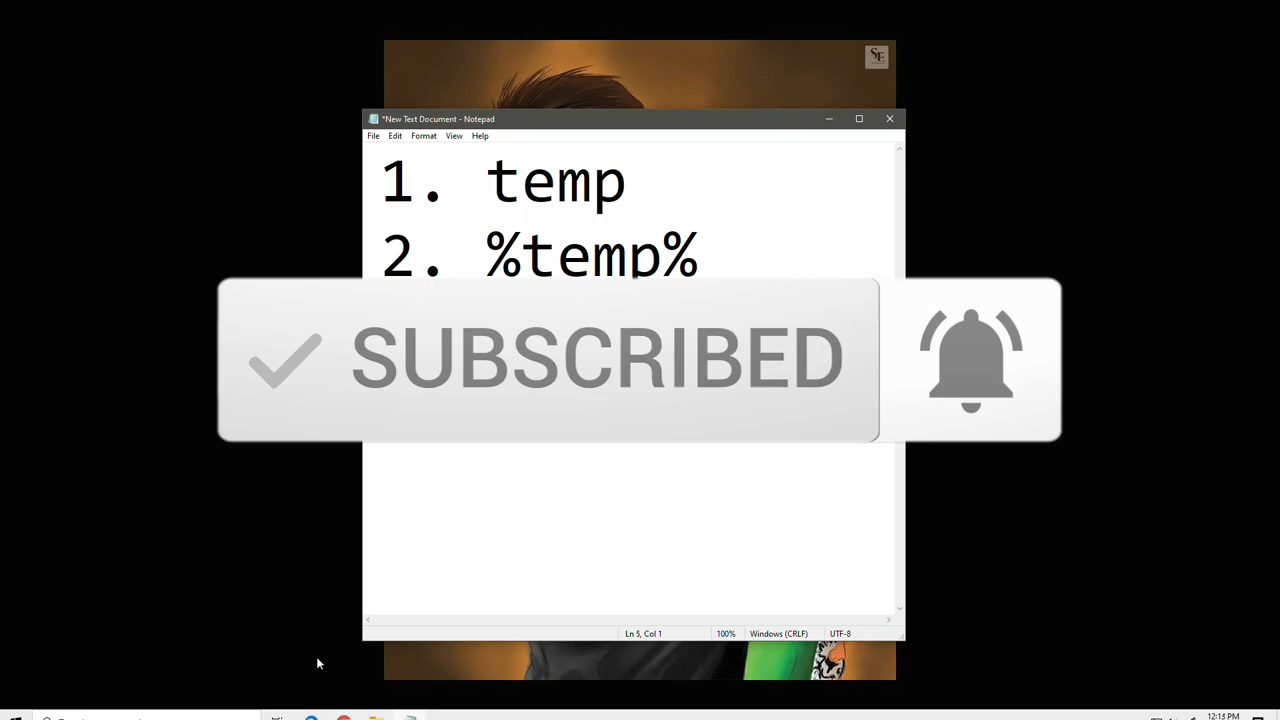 SE
*New Text Document - Notepad
File Edit Format View Help
1. temp
2. %temp%
SUBSCRIBED
Ln 5, Col 1 100% Windows (CRLF) UTF-8
12:13 PM